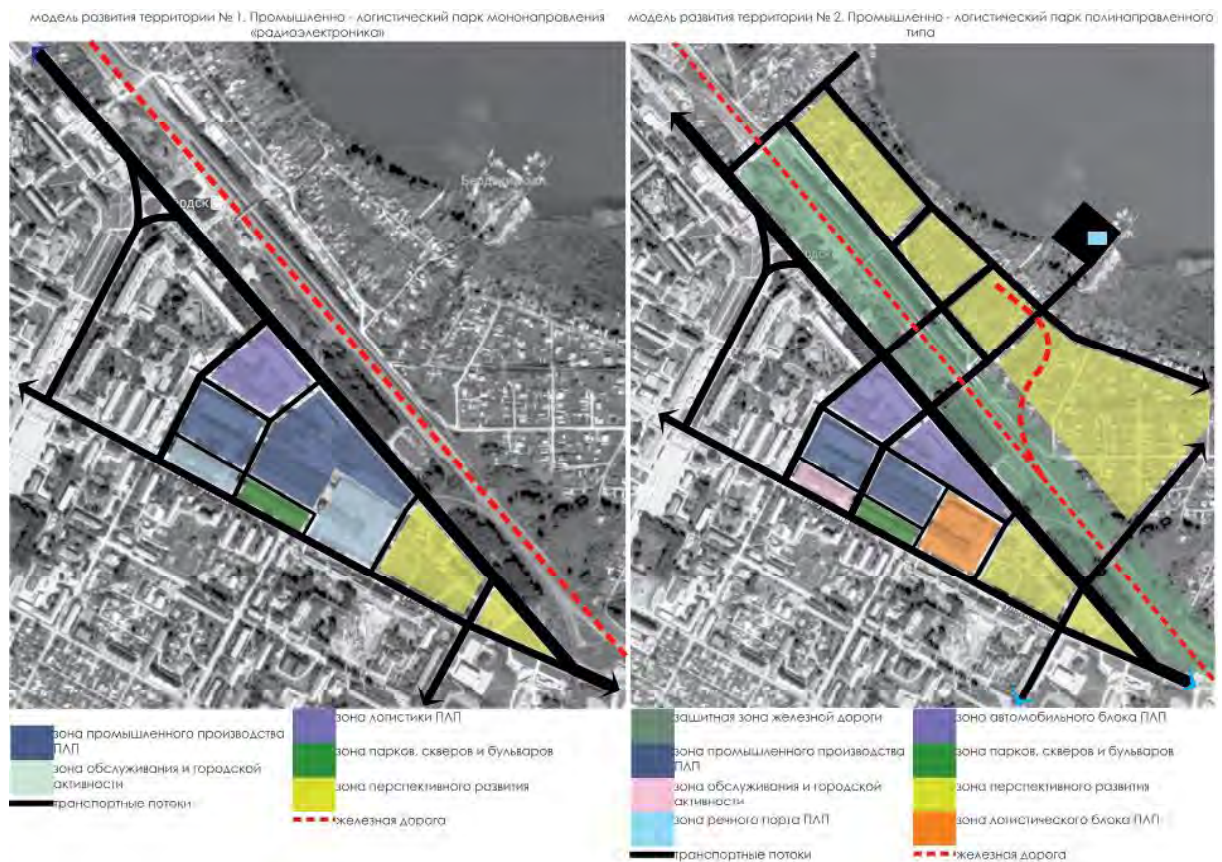 модель развития территории № 1. Промышленно - логистический парк мононаправления
«радиоэлектроника»
модель развития территории № 2. Промышленно - логистический парк полинаправленного
типа
рдск
зона промышленного производства
ПЛП
зона обслуживания и городской
активности
транспортные потоки
зона логистики ПЛП
зона парков, скверов и бульваров
зона перспективного развития
железная дорога
защитная зона железной дороги
зона промышленного производства
ПЛП
зона обслуживания и городской
активности
зона речного порта ПЛП
транспортные потоки
зона автомобильного блока ПЛП
зона парков, скверов и бульваров
зона перспективного развития
зона логистического блока ПЛП
железная дорога